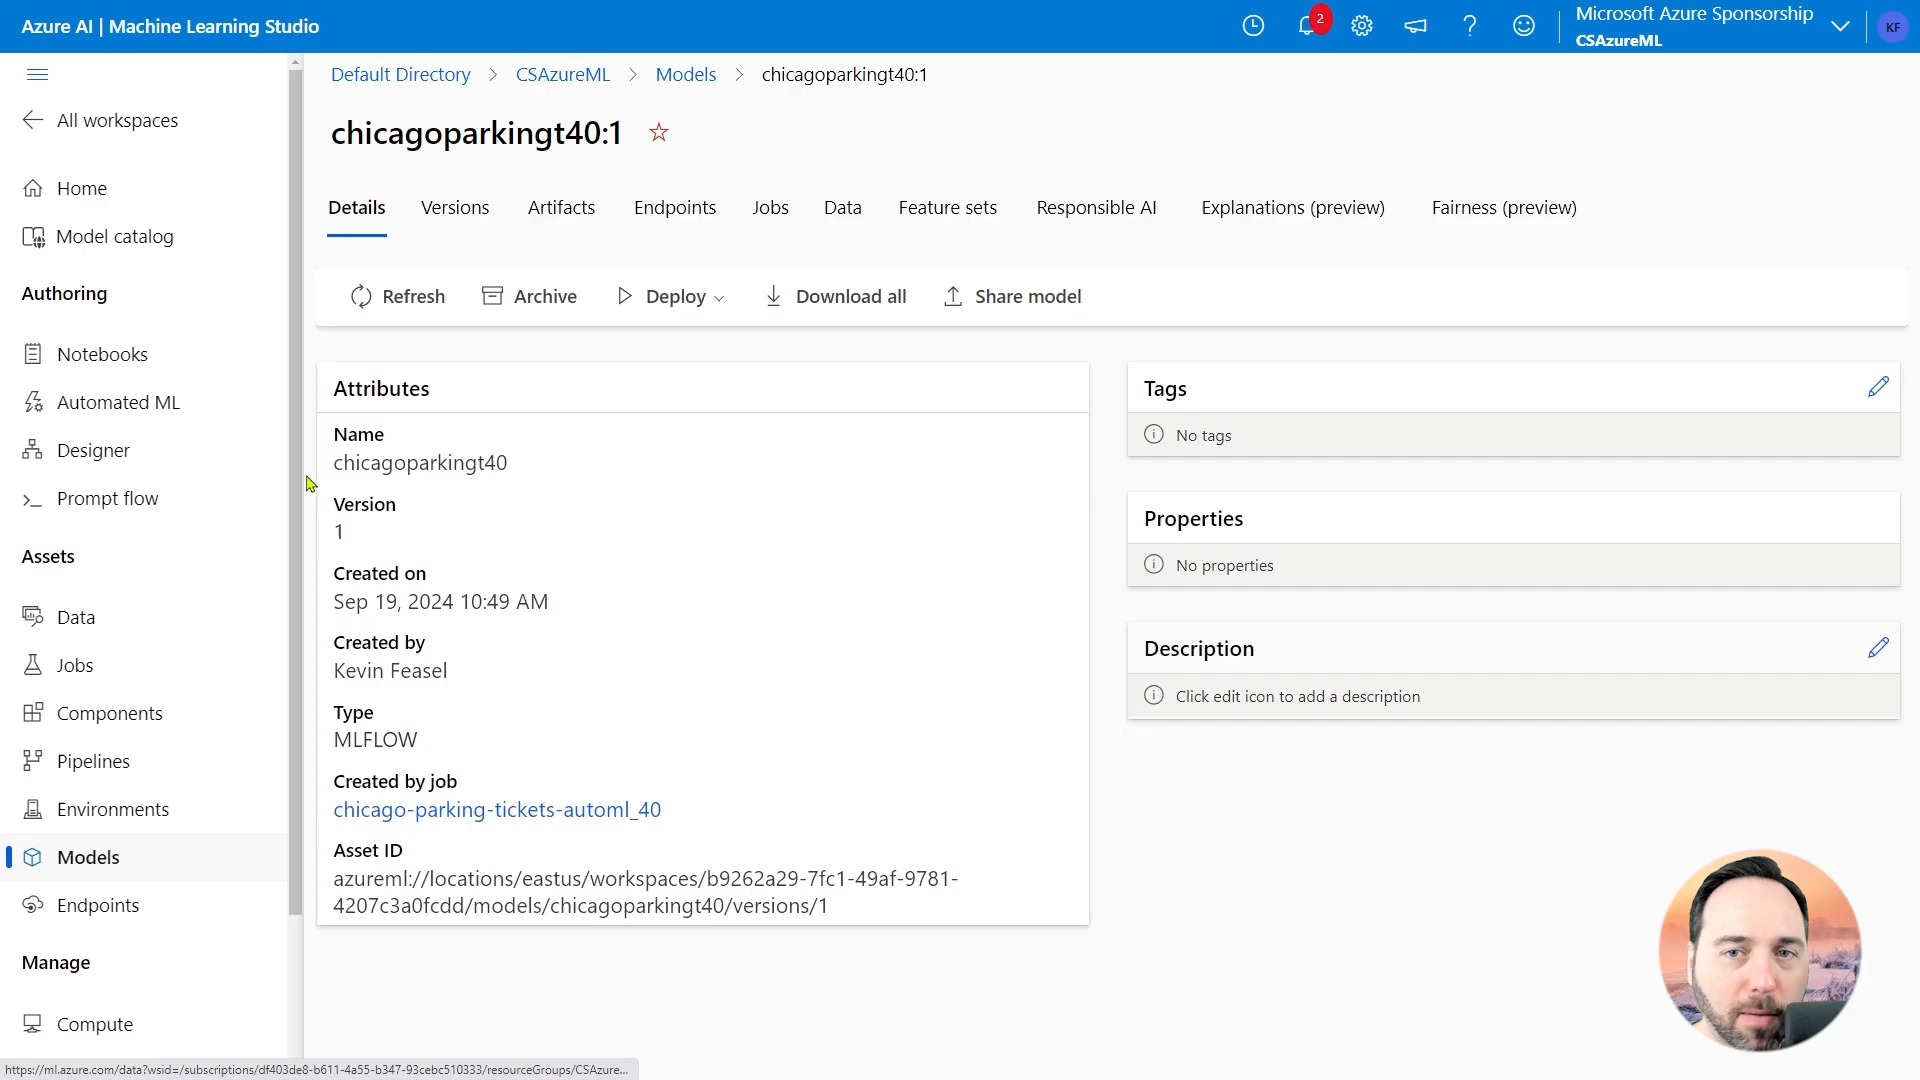 Azure AI | Machine Learning Studio
2
Microsoft Azure Sponsorship
CSAzureML
KF
All workspaces
Home
Model catalog
Authoring
Notebooks
Automated ML
Designer
Prompt flow
Assets
Data
Jobs
Components
Pipelines
Environments
Models
Endpoints
Manage
Compute
Default Directory > CSAzureML > Models > chicagoparkingt40:1
chicagoparkingt40:1
Details Versions Artifacts Endpoints Jobs Data Feature sets Responsible AI Explanations (preview) Fairness (preview)
Refresh Archive Deploy Download all Share model
Attributes
Name
chicagoparkingt40
Version
1
Created on
Sep 19, 2024 10:49 AM
Created by
Kevin Feasel
Type
MLFLOW
Created by job
chicago-parking-tickets-automl_40
Asset ID
azureml://locations/eastus/workspaces/b9262a29-7fc1-49af-9781-
4207c3a0fcdd/models/chicagoparkingt40/versions/1
Tags
No tags
Properties
No properties
Description
Click edit icon to add a description
https://ml.azure.com/data?wsid=/subscriptions/df403de8-b611-4a55-b347-93cebc510333/resourceGroups/CSAzure...